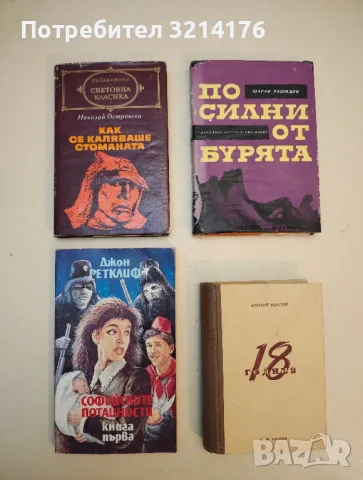 3214176
библиотека
СВЕТОВНА
КЛАСИКА
Николай Островски
КАК
СЕ КАЛЯВАШЕ
СТОМАНАТА
ШАРАФ РАШИДОВ
ПО
СИЛНИ
ОТ
БУРЯТА
Джон
РЕТКЛИФ
СОФИЙСКИТЕ
ПОТАЙНОСТИ
книга
първа
АЛЕКСЕЙ ТОЛСТОЙ
18
година
bazar